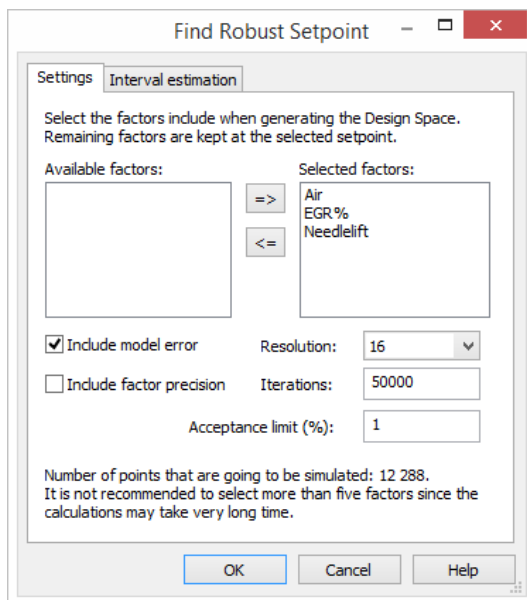 Find Robust Setpoint
Settings
Interval estimation
Select the factors include when generating the Design Space.
Remaining factors are kept at the selected setpoint.
Available factors:
Selected factors:
=>
<=
Air
EGR%
Needlelift
Include model error
Resolution:
16
Include factor precision
Iterations:
50000
Acceptance limit (%):
1
Number of points that are going to be simulated: 12 288.
It is not recommended to select more than five factors since the
calculations may take very long time.
OK
Cancel
Help